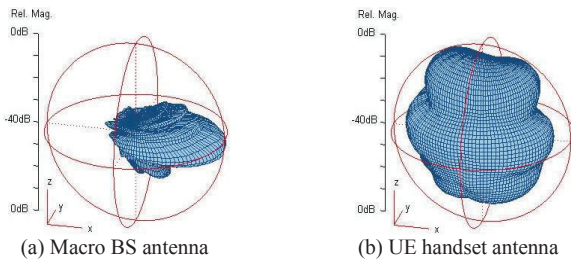 Rel. Mag.
0dB
-40dB
0dB
z
y
x
(a) Macro BS antenna
Rel. Mag.
0dB
-40dB
0dB
z
y
x
(b) UE handset antenna